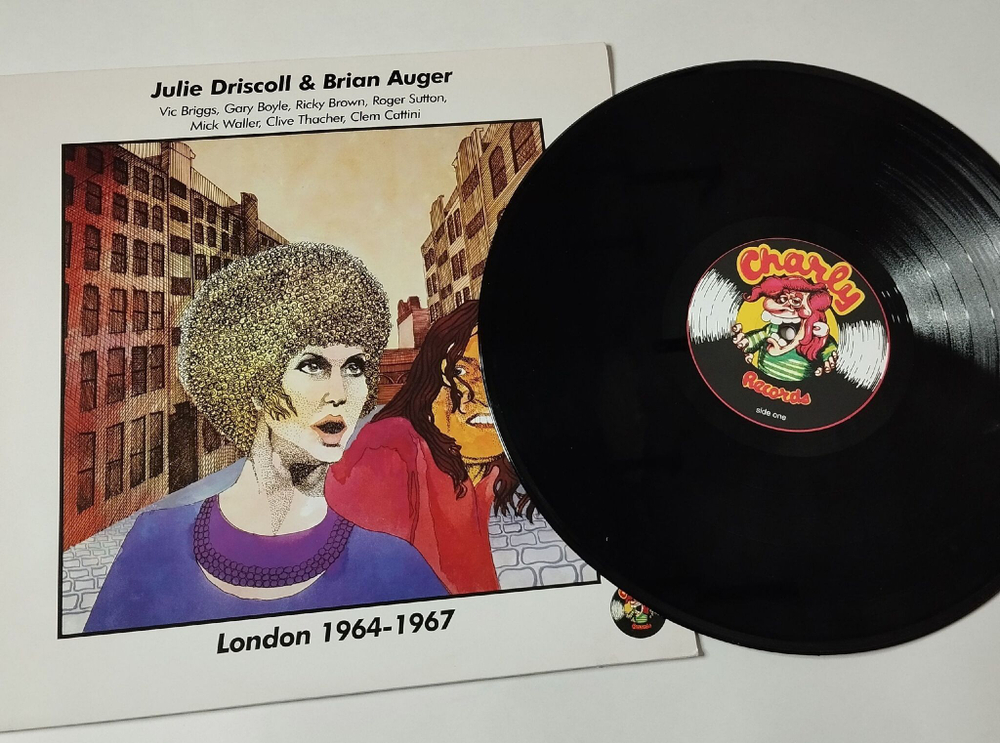 Julie Driscoll & Brian Auger
Vic Briggs, Gary Boyle, Ricky Brown, Roger Sutton,
Mick Waller, Clive Thacher, Clem Cattini
London 1964-1967
Charly
Records
side one
Records